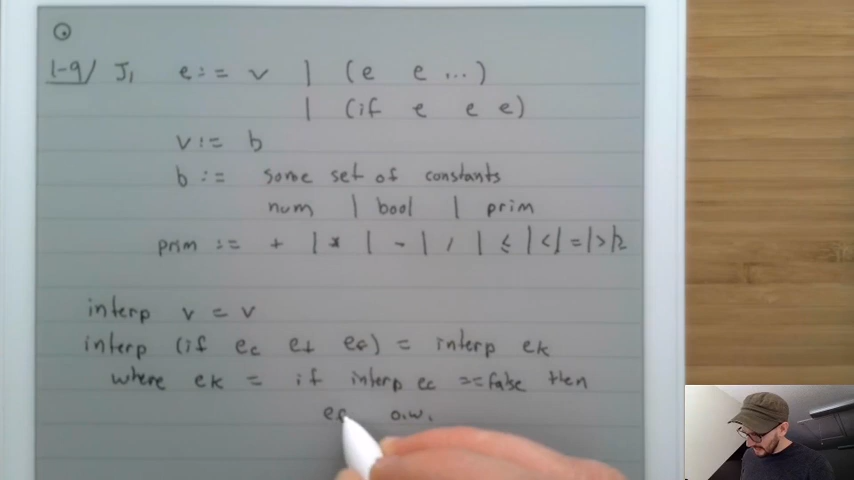 1-9/ J₁ e := v | (e e ...)
| (if e e e)
v := b
b := some set of constants
num | bool | prim
prim := + | * | - | / | ≤ | < | = | > | ≥
interp v = v
interp (if ec et ef) = interp ek
where ek = if interp ec == false then
ef o.w.